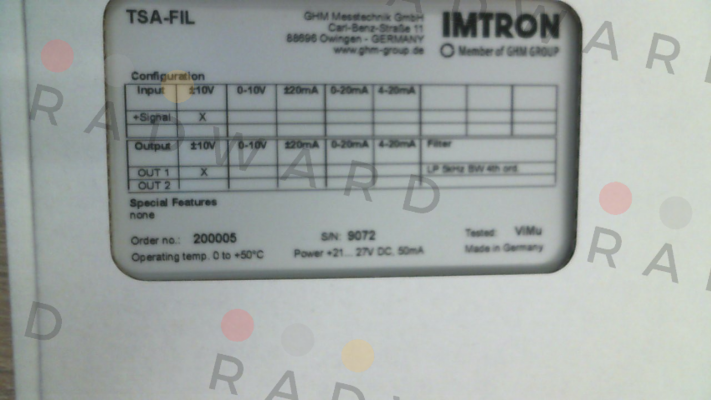 TSA-FIL
GHM Messtechnik GmbH
Carl-Benz-Straße 11
88696 Owingen - GERMANY
www.ghm-group.de
IMTRON
Member of GHM GROUP
Configuration
Input ±10V 0-10V ±20mA 0-20mA 4-20mA
+Signal X
Output ±10V 0-10V ±20mA 0-20mA 4-20mA Filter
OUT 1 X LP 5kHz BW 4th ord.
OUT 2
Special Features
none
Order no.: 200005 S/N: 9072 Tested: ViMu
Operating temp. 0 to +50°C Power +21... 27V DC, 50mA Made in Germany
RADWARD
RADWARD